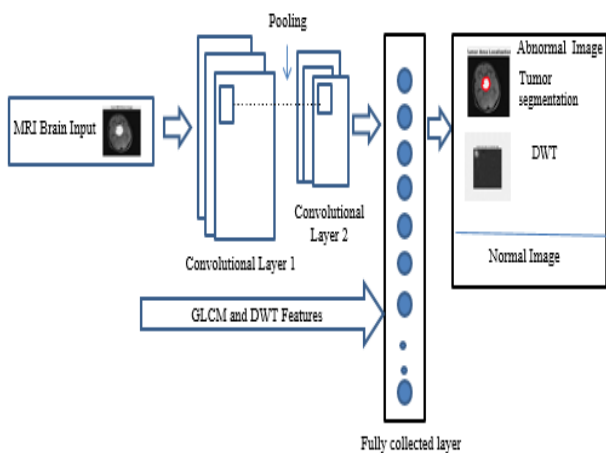 Pooling
MRI Brain Input
Convolutional Layer 1
Convolutional
Layer 2
GLCM and DWT Features
Fully collected layer
Abnormal Image
Tumor
segmentation
DWT
Normal Image